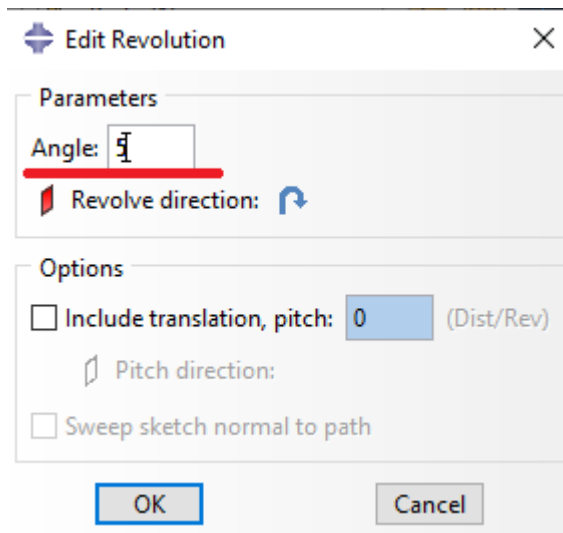 Edit Revolution
Parameters
Angle: 5
Revolve direction:
Options
Include translation, pitch: 0 (Dist/Rev)
Pitch direction:
Sweep sketch normal to path
OK Cancel